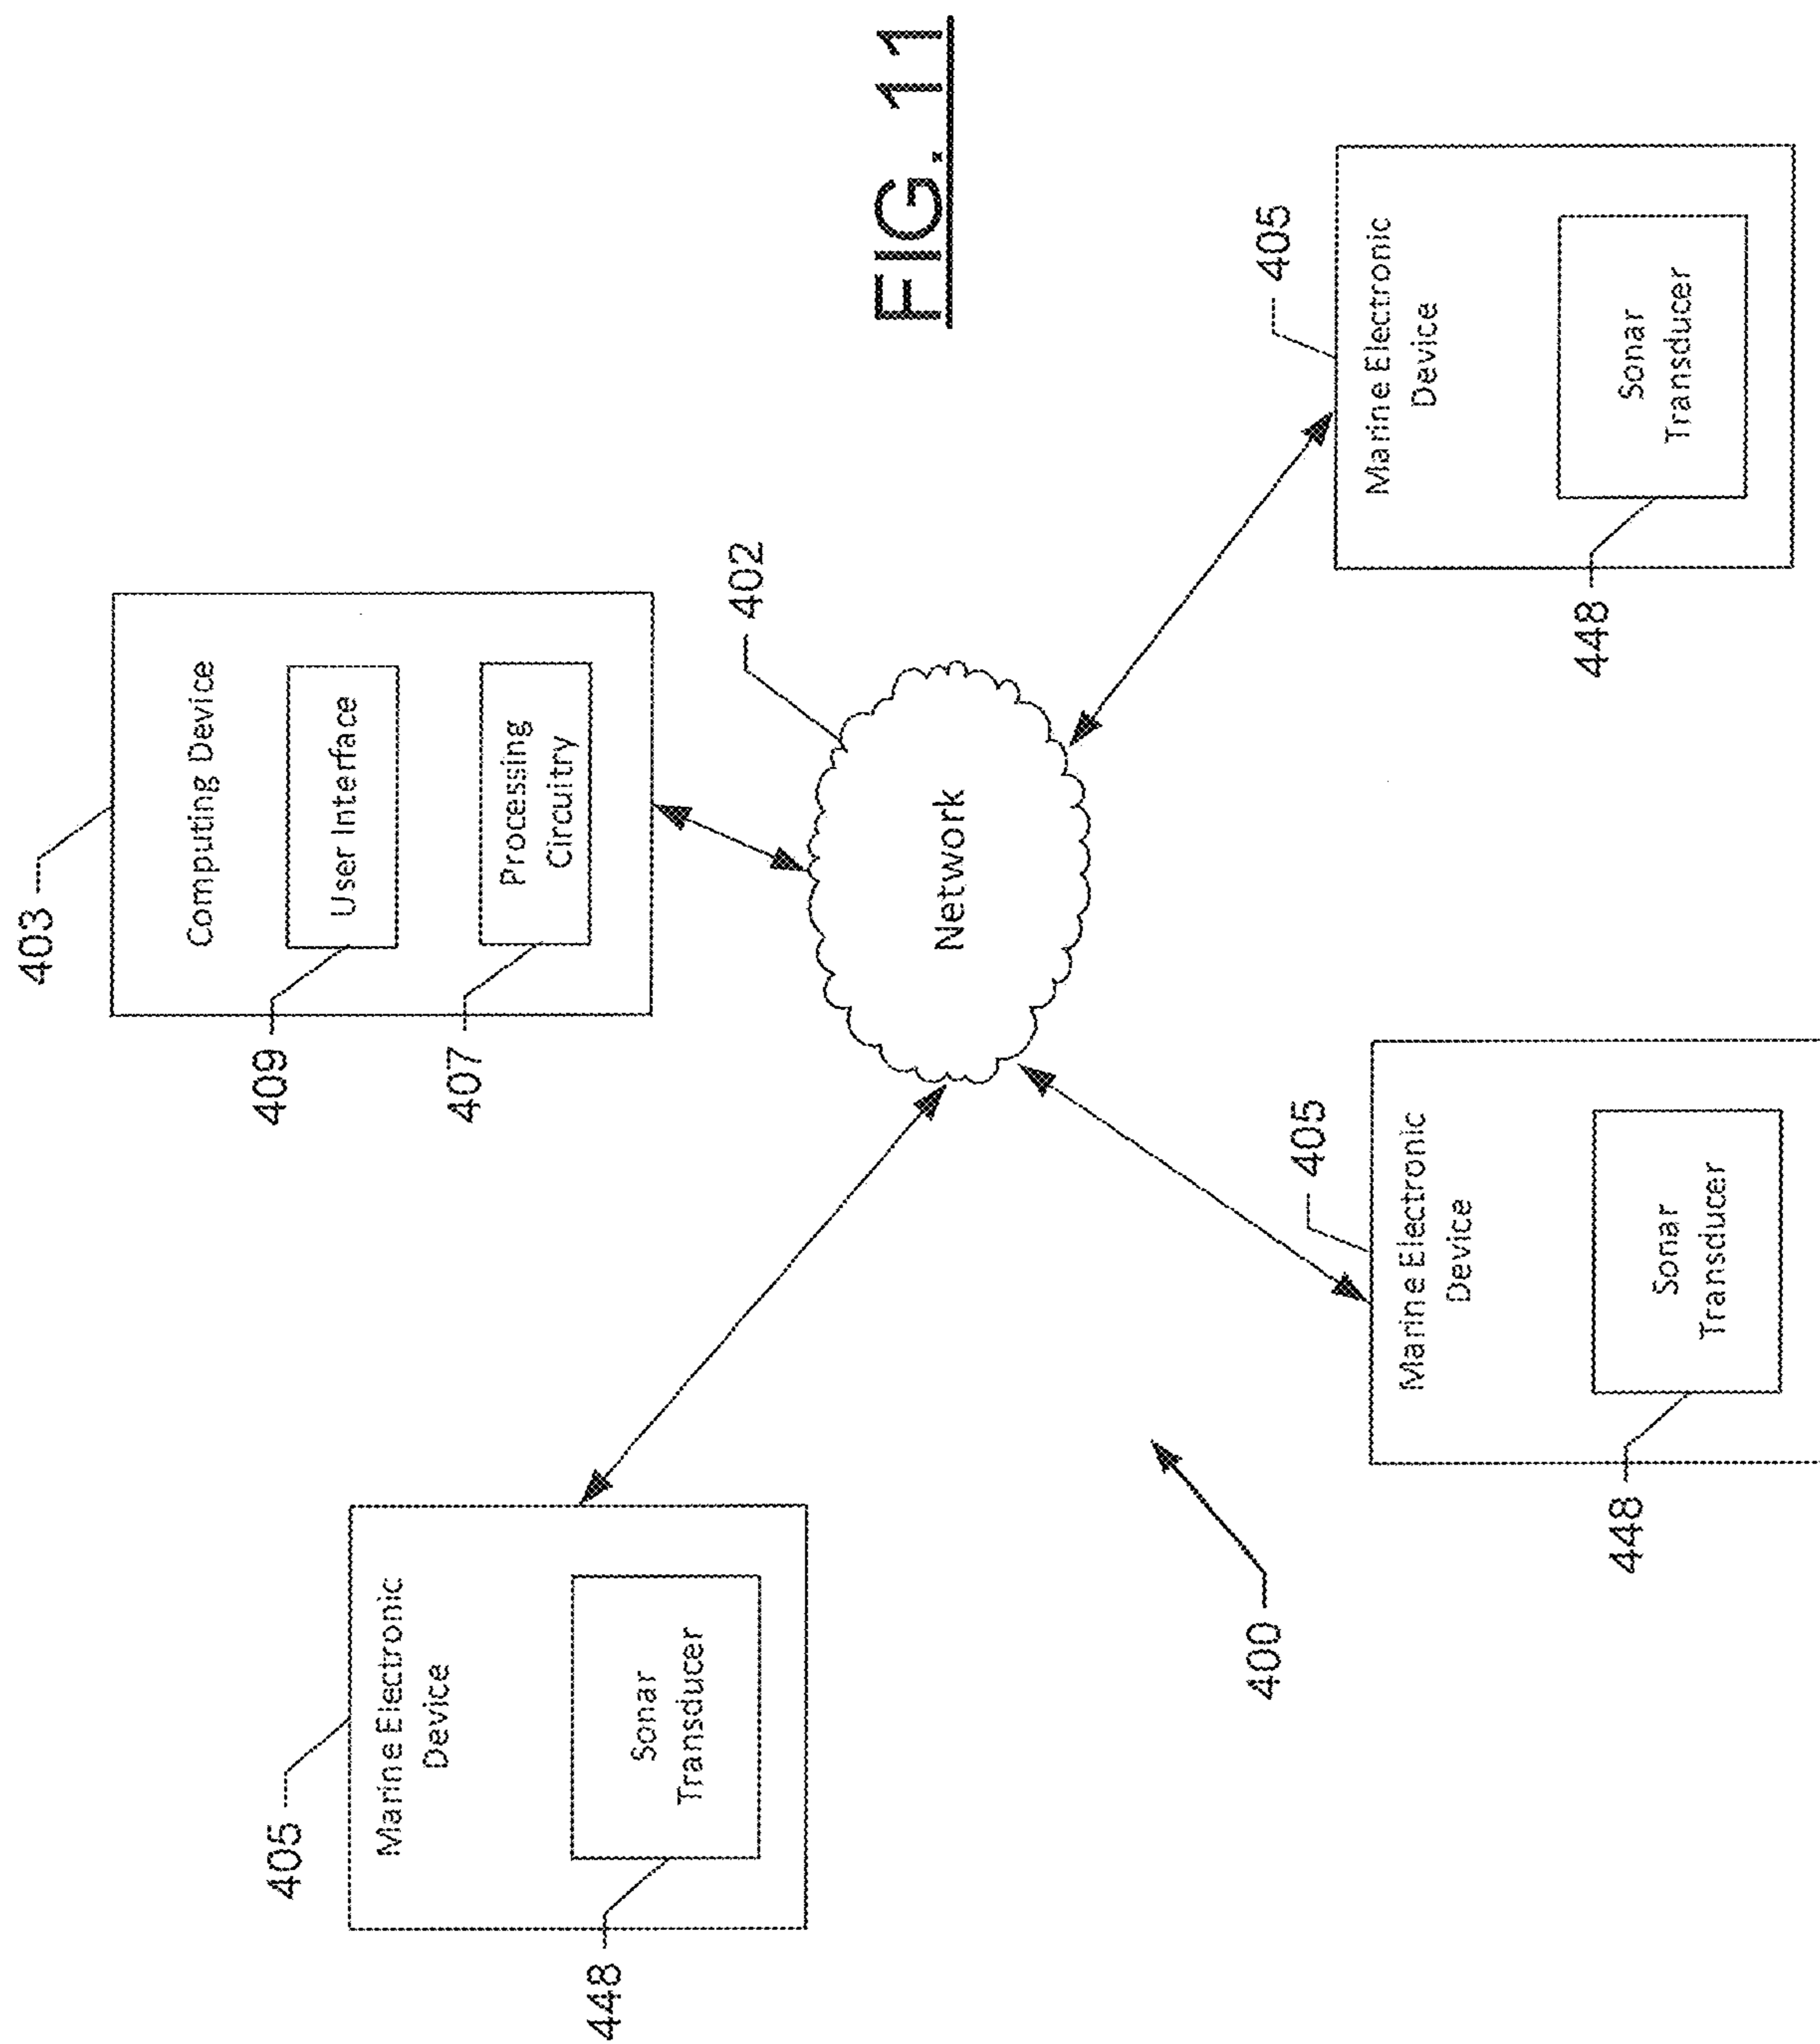 403
Computing Device
409
User Interface
407
Processing
Circuitry
402
Network
405
Marine Electronic
Device
448
Sonar
Transducer
405
Marine Electronic
Device
448
Sonar
Transducer
405
Marine Electronic
Device
448
Sonar
Transducer
400
FIG. 11